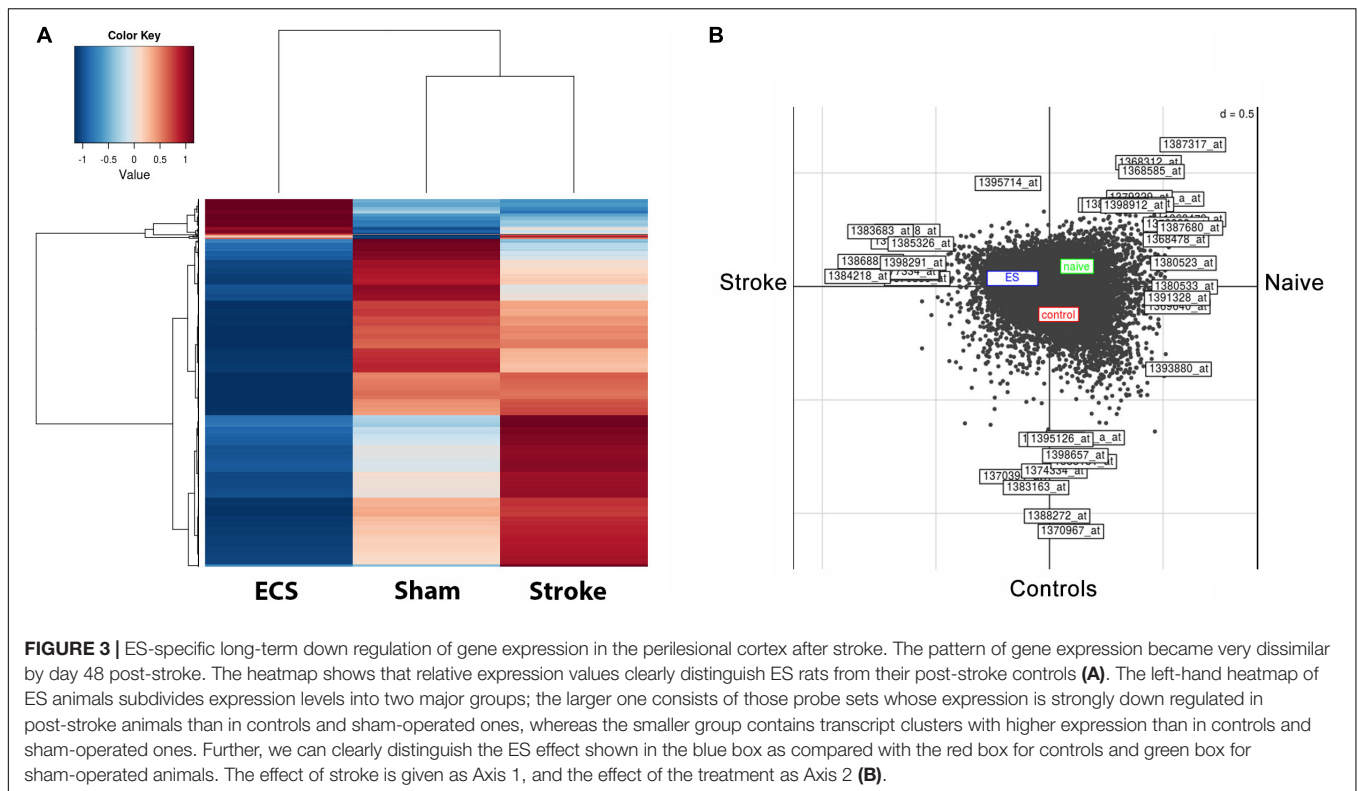 A
Color Key
-1 -0.5 0 0.5 1
Value
ECS Sham Stroke
B
d = 0.5
1387317_at
1368312_at
1368585_at
1395714_at
1398912_at
1383683_at
1385326_at
1387680_at
1368478_at
1398291_at
1384218_at
1380523_at
1380533_at
1391328_at
Stroke
ES
naive
control
Naive
1393880_at
1395126_at
1398657_at
1374334_at
1383163_at
1388272_at
1370967_at
Controls
FIGURE 3 | ES-specific long-term down regulation of gene expression in the perilesional cortex after stroke. The pattern of gene expression became very dissimilar
by day 48 post-stroke. The heatmap shows that relative expression values clearly distinguish ES rats from their post-stroke controls (A). The left-hand heatmap of
ES animals subdivides expression levels into two major groups; the larger one consists of those probe sets whose expression is strongly down regulated in
post-stroke animals than in controls and sham-operated ones, whereas the smaller group contains transcript clusters with higher expression than in controls and
sham-operated ones. Further, we can clearly distinguish the ES effect shown in the blue box as compared with the red box for controls and green box for
sham-operated animals. The effect of stroke is given as Axis 1, and the effect of the treatment as Axis 2 (B).